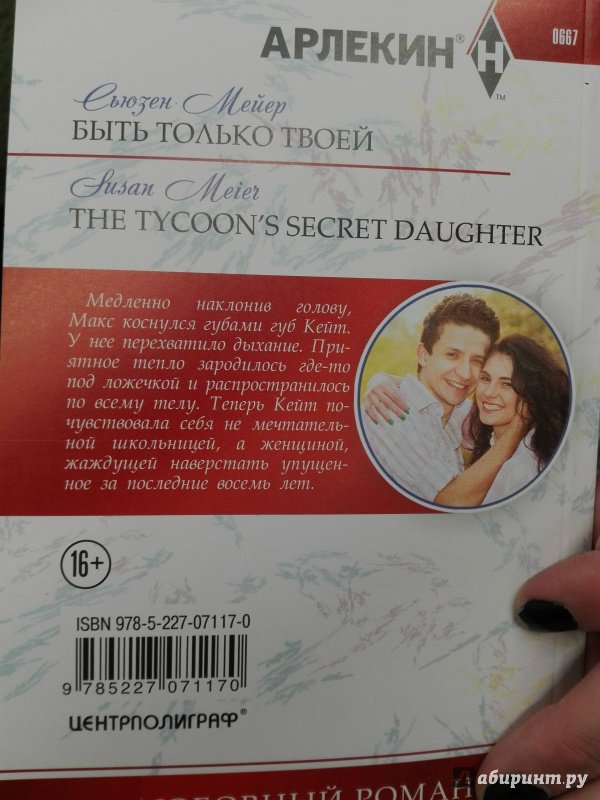 АРЛЕКИН®
0667
TM
Сьюзен Мейер
БЫТЬ ТОЛЬКО ТВОЕЙ
Susan Meier
THE TYCOON'S SECRET DAUGHTER
Медленно наклонив голову,
Макс коснулся губами губ Кейт.
У нее перехватило дыхание. При-
ятное тепло зародилось где-то
под ложечкой и распространилось
по всему телу. Теперь Кейт по-
чувствовала себя не мечтатель-
ной школьницей, а женщиной,
жаждущей наверстать упущен-
ное за последние восемь лет.
16+
ISBN 978-5-227-07117-0
9 785227 071170
ЦЕНТРПОЛИГРАФ®
РОМАН
абиринт.ру